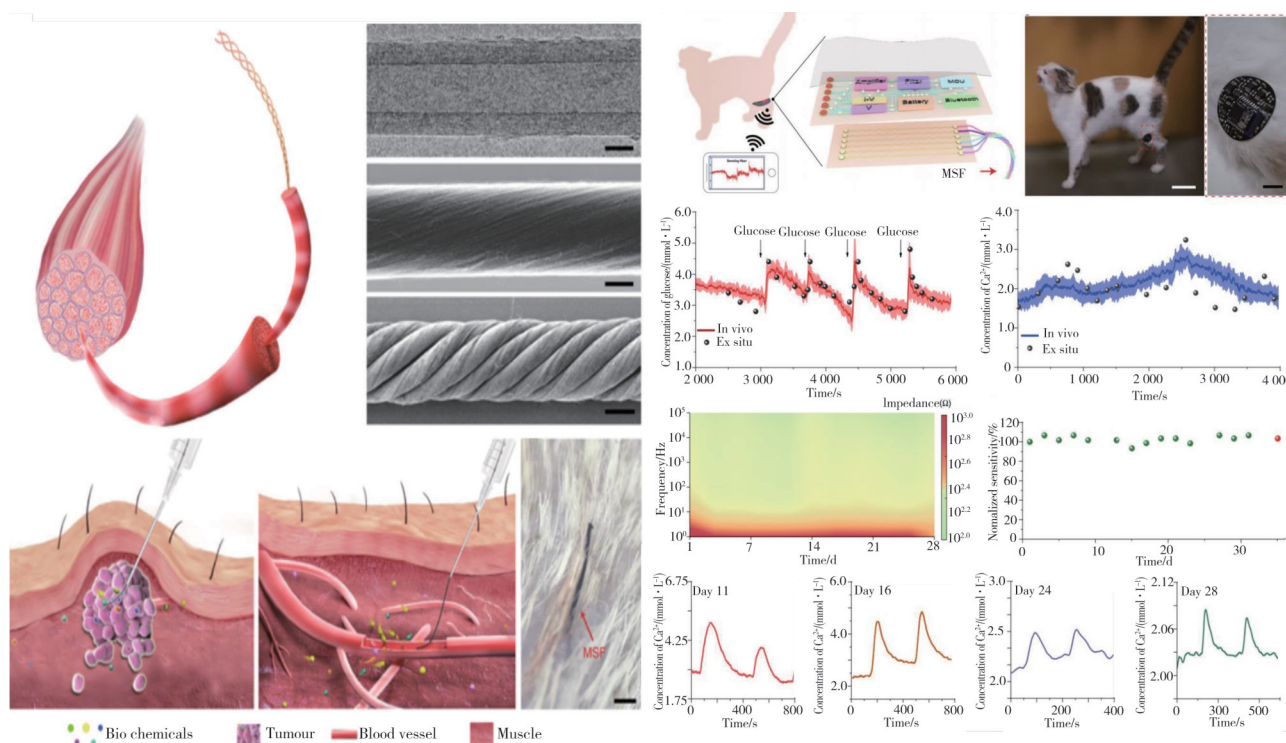 Amplifier
Filter
MCU
Battery
Bluetooth
Sensing fiber
MSF
Concentration of glucose/(mmol·L⁻¹)
6.0
5.0
4.0
3.0
2.0
1.0
Glucose Glucose Glucose Glucose
In vivo
Ex situ
2 000 3 000 4 000 5 000 6 000
Time/s
Concentration of Ca²⁺/(mmol·L⁻¹)
4.0
3.0
2.0
1.0
0
In vivo
Ex situ
0 1 000 2 000 3 000 4 000
Time/s
Impedance(Ω)
Frequency/Hz
10⁵
10⁴
10³
10²
10¹
10⁰
10^3.0
10^2.8
10^2.6
10^2.4
10^2.2
10^2.0
1 7 14 21 28
Time/d
Nomalized sensitivity/%
120
100
80
60
40
20
0
0 10 20 30
Time/d
MSF
Day 11
Concentration of Ca²⁺/(mmol·L⁻¹)
6.75
4.25
1.75
0 400 800
Time/s
Day 16
Concentration of Ca²⁺/(mmol·L⁻¹)
6.0
4.0
2.0
0 400 800
Time/s
Day 24
Concentration of Ca²⁺/(mmol·L⁻¹)
3.0
2.5
2.0
0 200 400
Time/s
Day 28
Concentration of Ca²⁺/(mmol·L⁻¹)
2.12
2.06
2.00
0 300 600
Time/s
Bio chemicals
Tumour
Blood vessel
Muscle